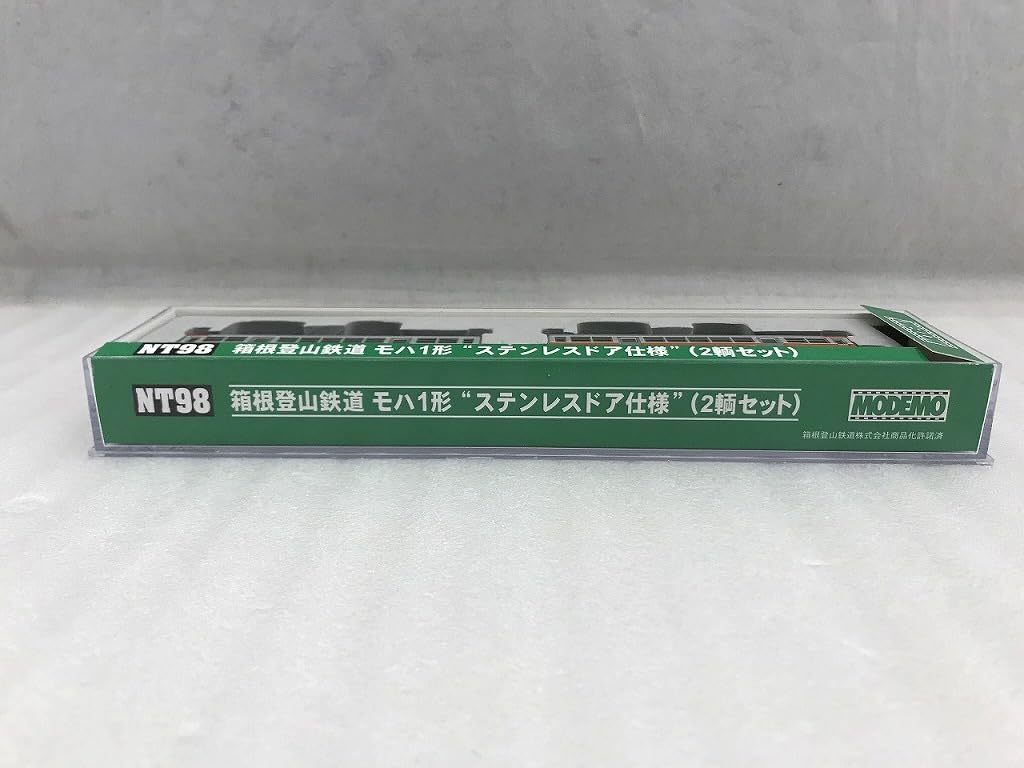 NT98 箱根登山鉄道 モハ1形 “ステンレスドア仕様” (2輌セット)
NT98 箱根登山鉄道 モハ1形 “ステンレスドア仕様” (2輌セット)
MODEMO
箱根登山鉄道株式会社商品化許諾済